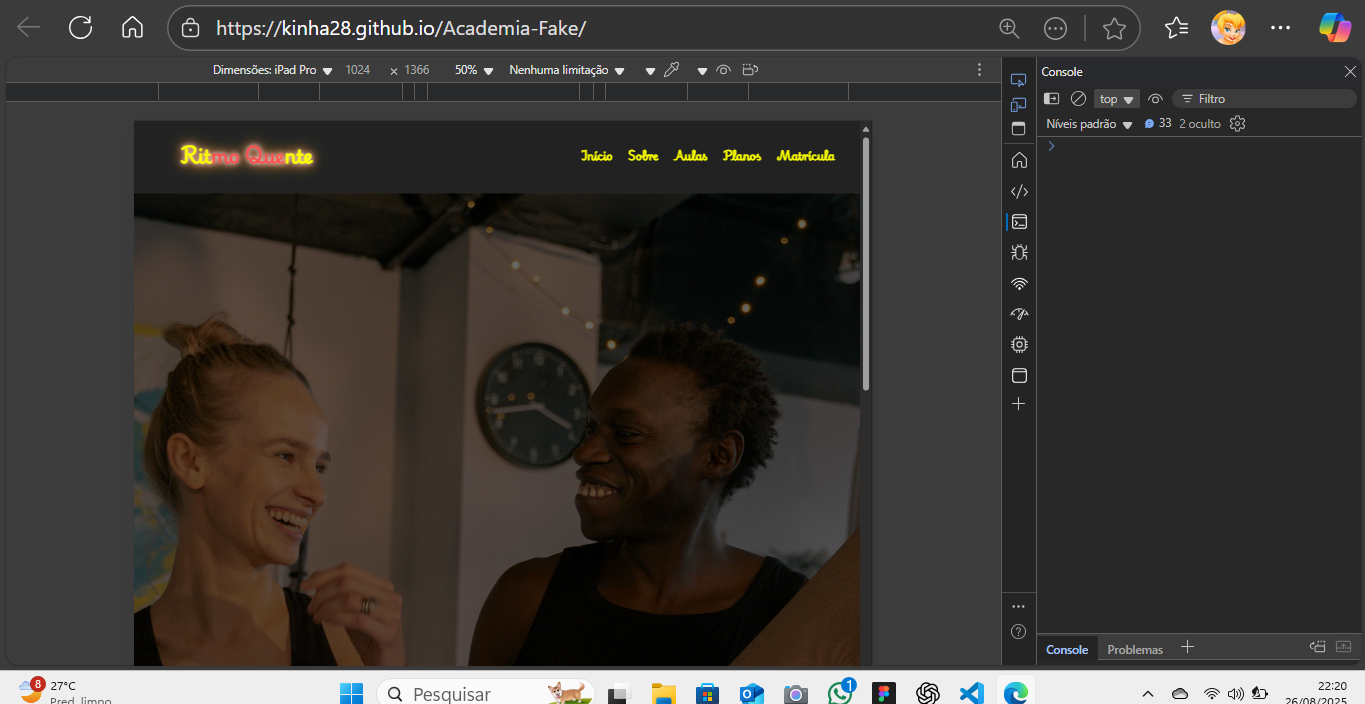 https://kinha28.github.io/Academia-Fake/
Dimensões: iPad Pro 1024 × 1366 50% Nenhuma limitação
Console
top Filtro
Níveis padrão 33 2 oculto
Ritmo Quente Início Sobre Aulas Planos Matrícula
Console Problemas
8 27°C
Pred. limpo
Pesquisar
1
22:20
26/08/2025